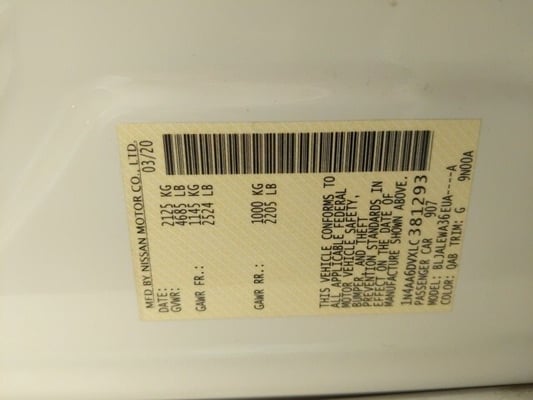 MFD BY NISSAN MOTOR CO., LTD.
DATE: 03/20
GVWR: 2125 KG
4685 LB
GAWR FR.: 1145 KG
2524 LB
GAWR RR.: 1000 KG
2205 LB
THIS VEHICLE CONFORMS TO
ALL APPLICABLE FEDERAL
MOTOR VEHICLE SAFETY,
BUMPER, AND THEFT
PREVENTION STANDARDS IN
EFFECT ON THE DATE OF
MANUFACTURE SHOWN ABOVE.
1N4AA6DVXLC381293
PASSENGER CAR 907
MODEL: BLJALEWA36EUA----A
COLOR: QAB TRIM: G 9N00A